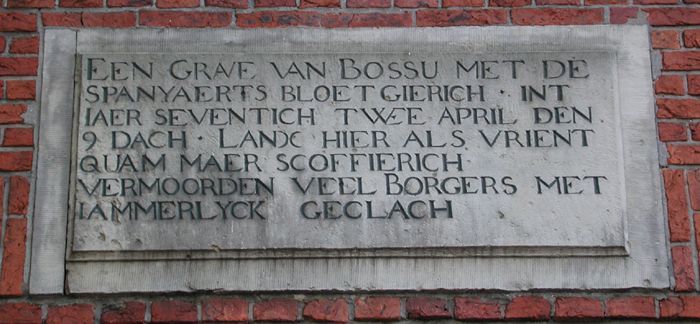 EEN GRAVE VAN BOSSU MET DE
SPANYAERTS BLOETGIERICH · INT
IAER SEVENTICH TWEE APRIL DEN
9 DACH · LANDC HIER ALS VRIENT
QUAM MAER SCOFFIERICH
VERMOORDEN VEEL BORGERS MET
IAMMERLYCK GECLACH